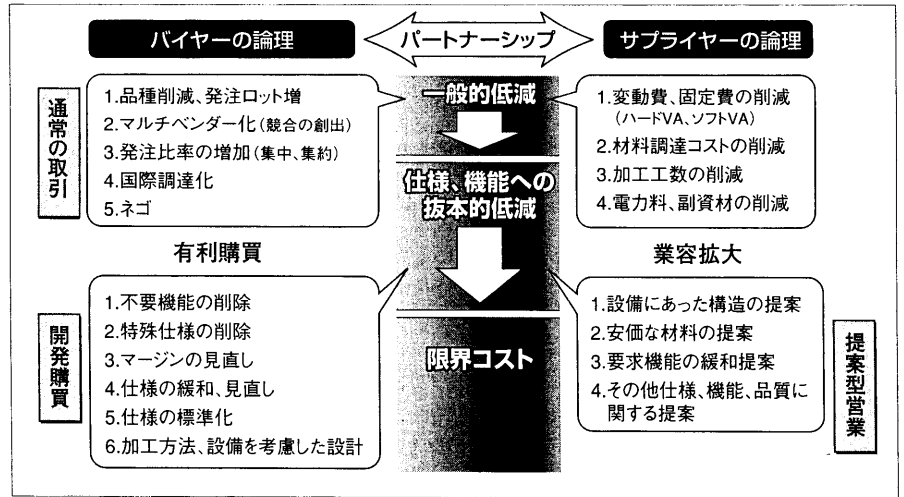 バイヤーの論理
パートナーシップ
サプライヤーの論理
通常の取引
1.品種削減、発注ロット増
2.マルチベンダー化(競合の創出)
3.発注比率の増加(集中、集約)
4.国際調達化
5.ネゴ
一般的低減
1.変動費、固定費の削減
(ハードVA、ソフトVA)
2.材料調達コストの削減
3.加工工数の削減
4.電力料、副資材の削減
仕様、機能への
抜本的低減
有利購買
業容拡大
開発購買
1.不要機能の削除
2.特殊仕様の削除
3.マージンの見直し
4.仕様の緩和、見直し
5.仕様の標準化
6.加工方法、設備を考慮した設計
限界コスト
1.設備にあった構造の提案
2.安価な材料の提案
3.要求機能の緩和提案
4.その他仕様、機能、品質に
関する提案
提案型営業